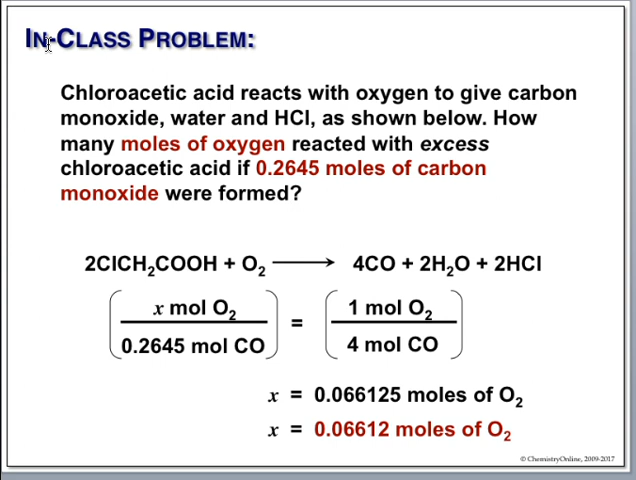 IN-CLASS PROBLEM:
Chloroacetic acid reacts with oxygen to give carbon
monoxide, water and HCl, as shown below. How
many moles of oxygen reacted with excess
chloroacetic acid if 0.2645 moles of carbon
monoxide were formed?
2ClCH₂COOH + O₂ ⟶ 4CO + 2H₂O + 2HCl
x mol O₂
0.2645 mol CO
=
1 mol O₂
4 mol CO
x = 0.066125 moles of O₂
x = 0.06612 moles of O₂
© ChemistryOnline, 2009-2017